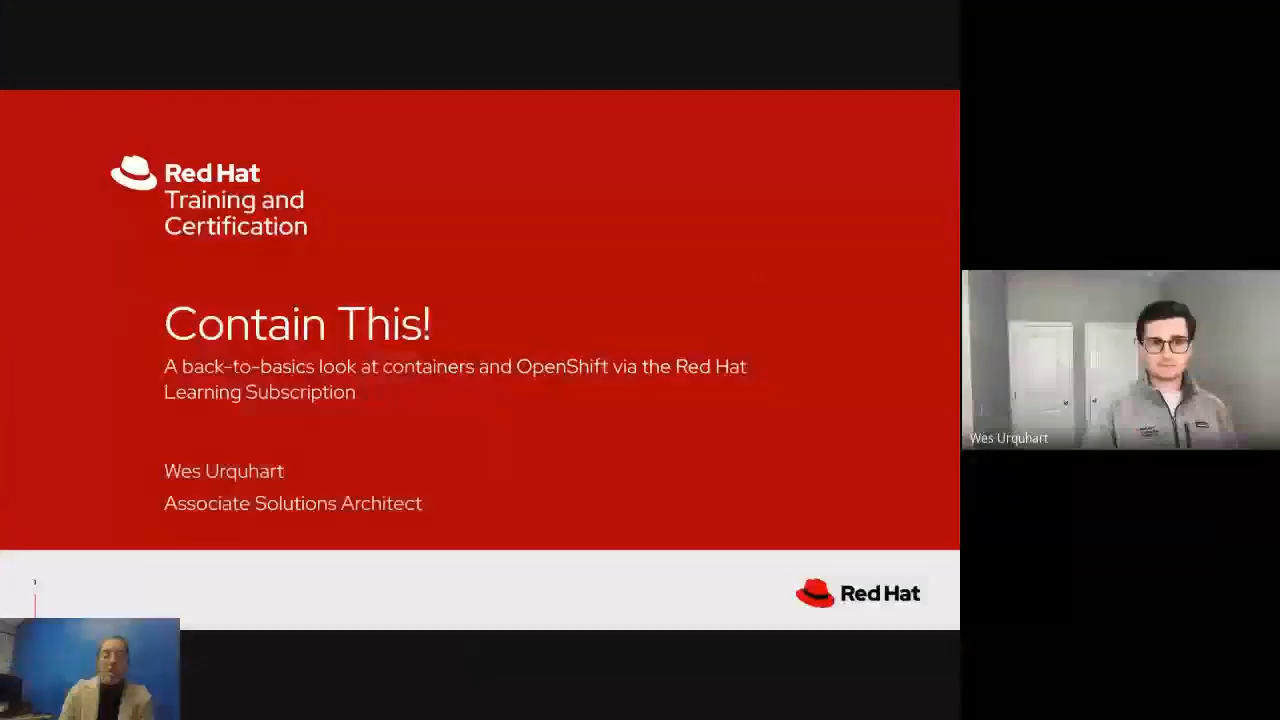 Red Hat
Training and
Certification
Contain This!
A back-to-basics look at containers and OpenShift via the Red Hat
Learning Subscription
Wes Urquhart
Associate Solutions Architect
Red Hat
Wes Urquhart